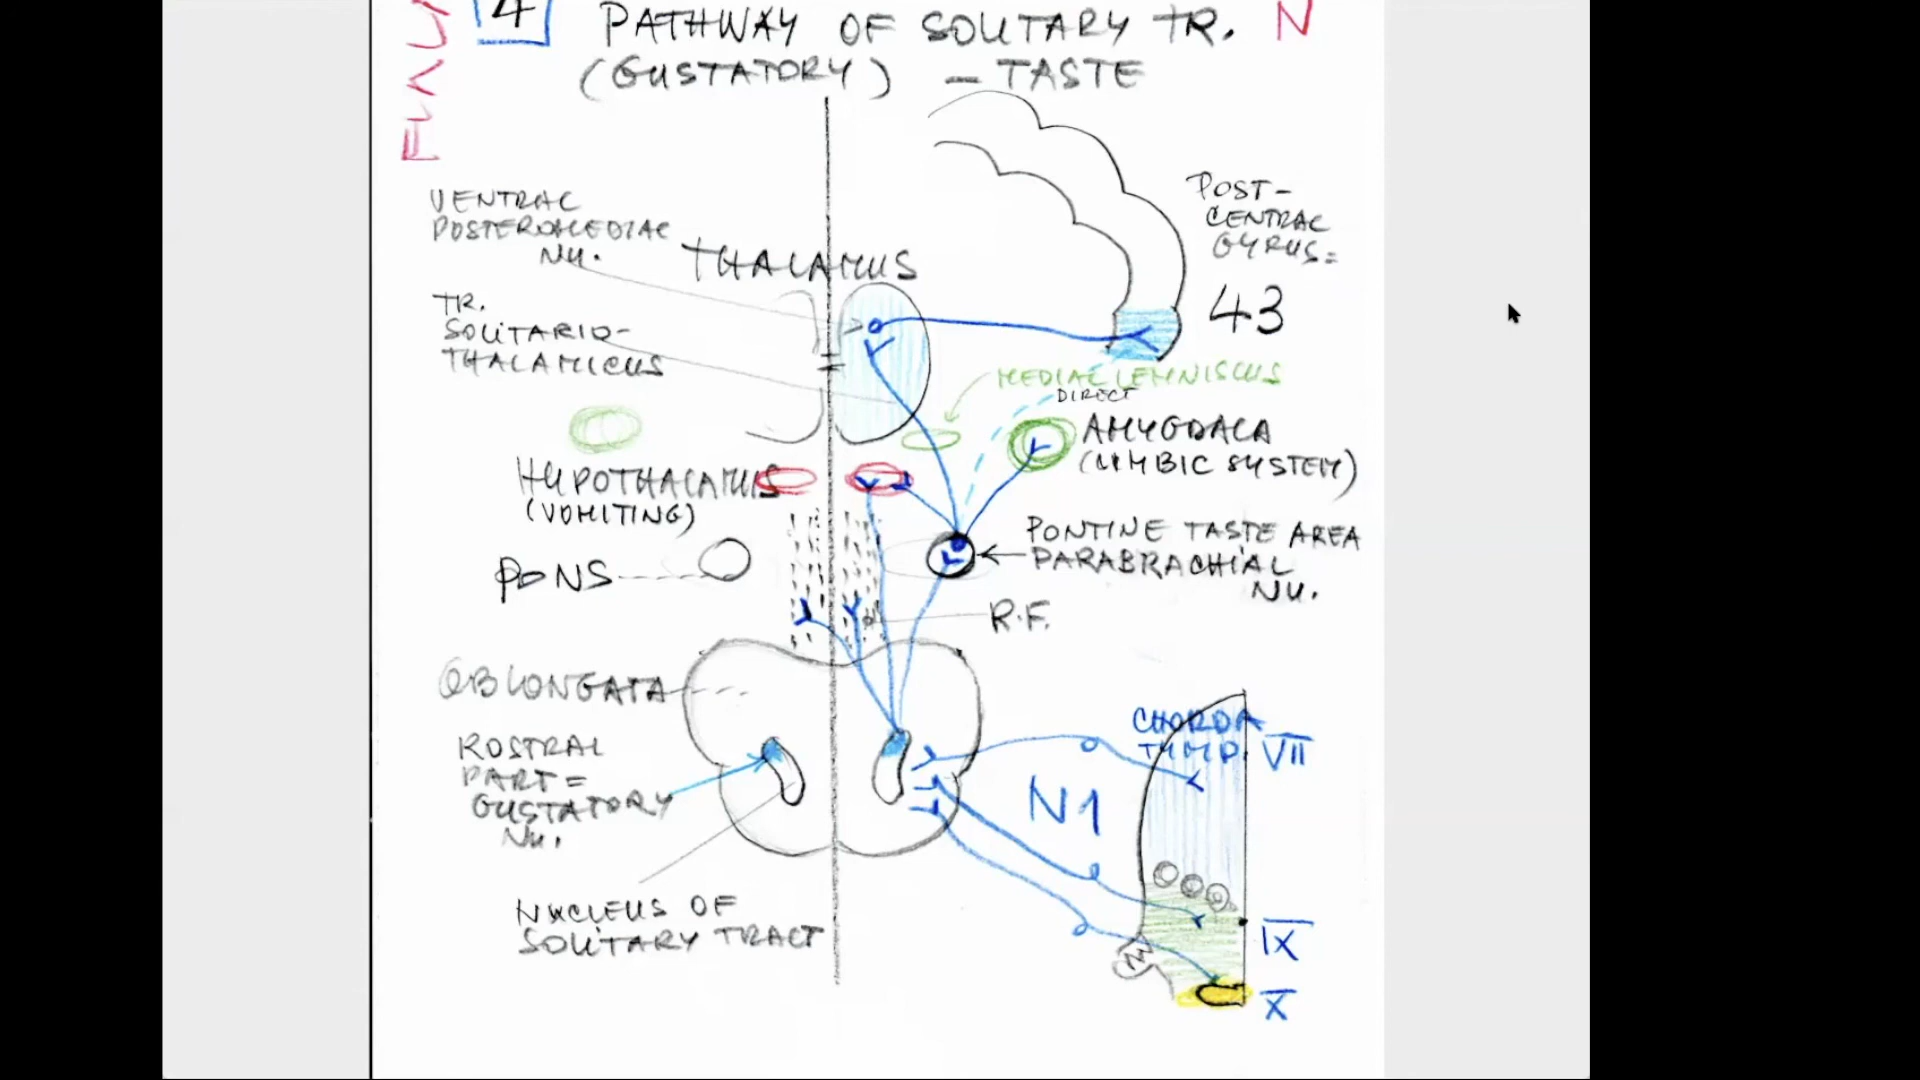 4
PATHWAY OF SOLITARY TR. N
(GUSTATORY) - TASTE
VENTRAL
POSTEROMEDIAL
NU.
THALAMUS
POST-
CENTRAL
GYRUS =
43
TR.
SOLITARIO-
THALAMICUS
MEDIAL LEMNISCUS
DIRECT
AMYGDALA
(LIMBIC SYSTEM)
HYPOTHALAMUS
(VOMITING)
PONTINE TASTE AREA
PARABRACHIAL
NU.
PONS
R.F.
OBLONGATA
ROSTRAL
PART =
GUSTATORY
NU.
CHORDA
TYMP. VII
N1
NUCLEUS OF
SOLITARY TRACT
IX
X